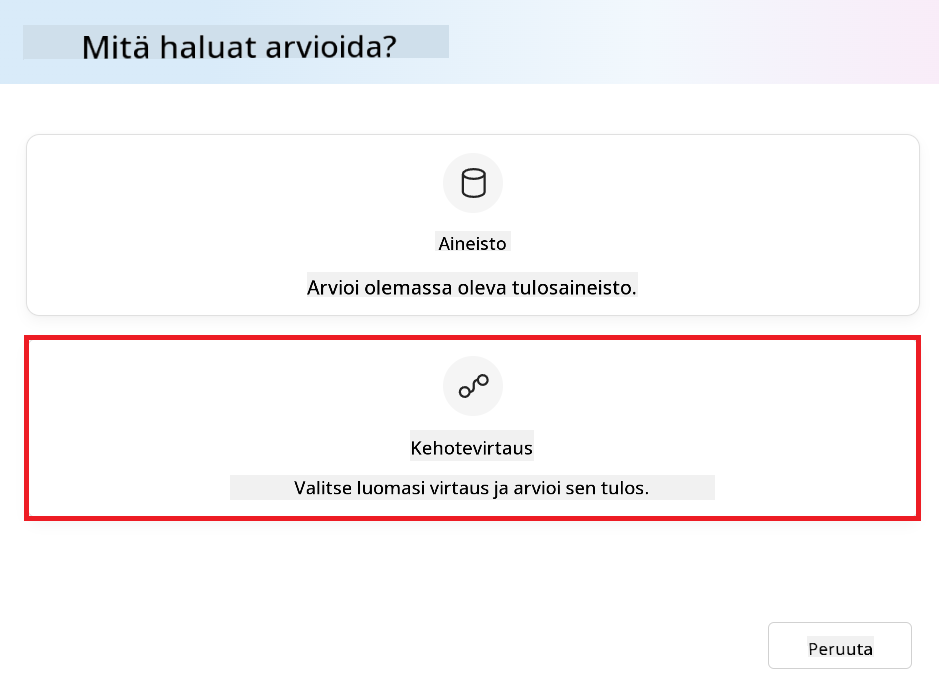 Mitä haluat arvioida?
Aineisto
Arvioi olemassa oleva tulosaineisto.
Kehotevirtaus
Valitse luomasi virtaus ja arvioi sen tulos.
Peruuta